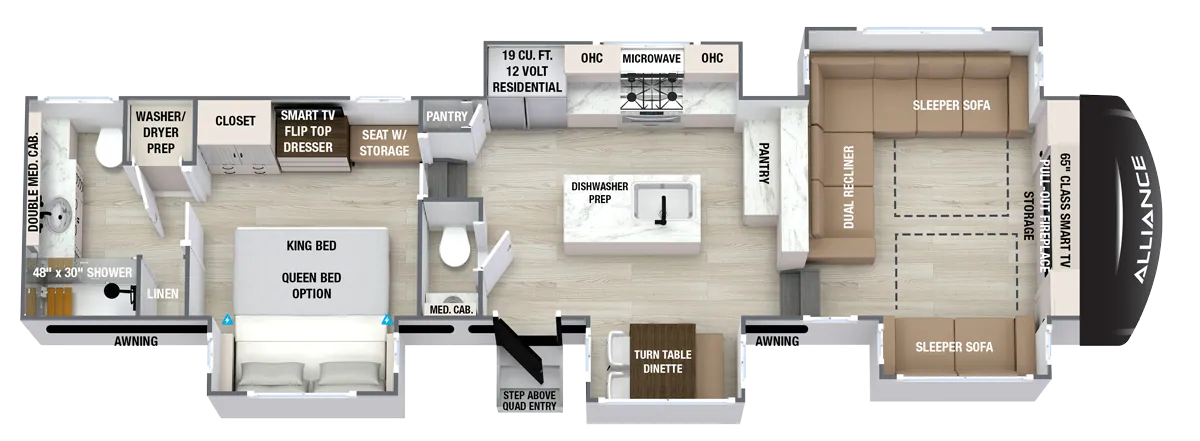 19 CU. FT.
12 VOLT
RESIDENTIAL
OHC
MICROWAVE
OHC
SLEEPER SOFA
DOUBLE MED. CAB.
WASHER/
DRYER
PREP
CLOSET
SMART TV
FLIP TOP
DRESSER
SEAT W/
STORAGE
PANTRY
DISHWASHER
PREP
PANTRY
DUAL RECLINER
STORAGE
PULL-OUT FIREPLACE
65" CLASS SMART TV
ALLIANCE
KING BED
QUEEN BED
OPTION
48" x 30" SHOWER
LINEN
MED. CAB.
AWNING
STEP ABOVE
QUAD ENTRY
TURN TABLE
DINETTE
AWNING
SLEEPER SOFA